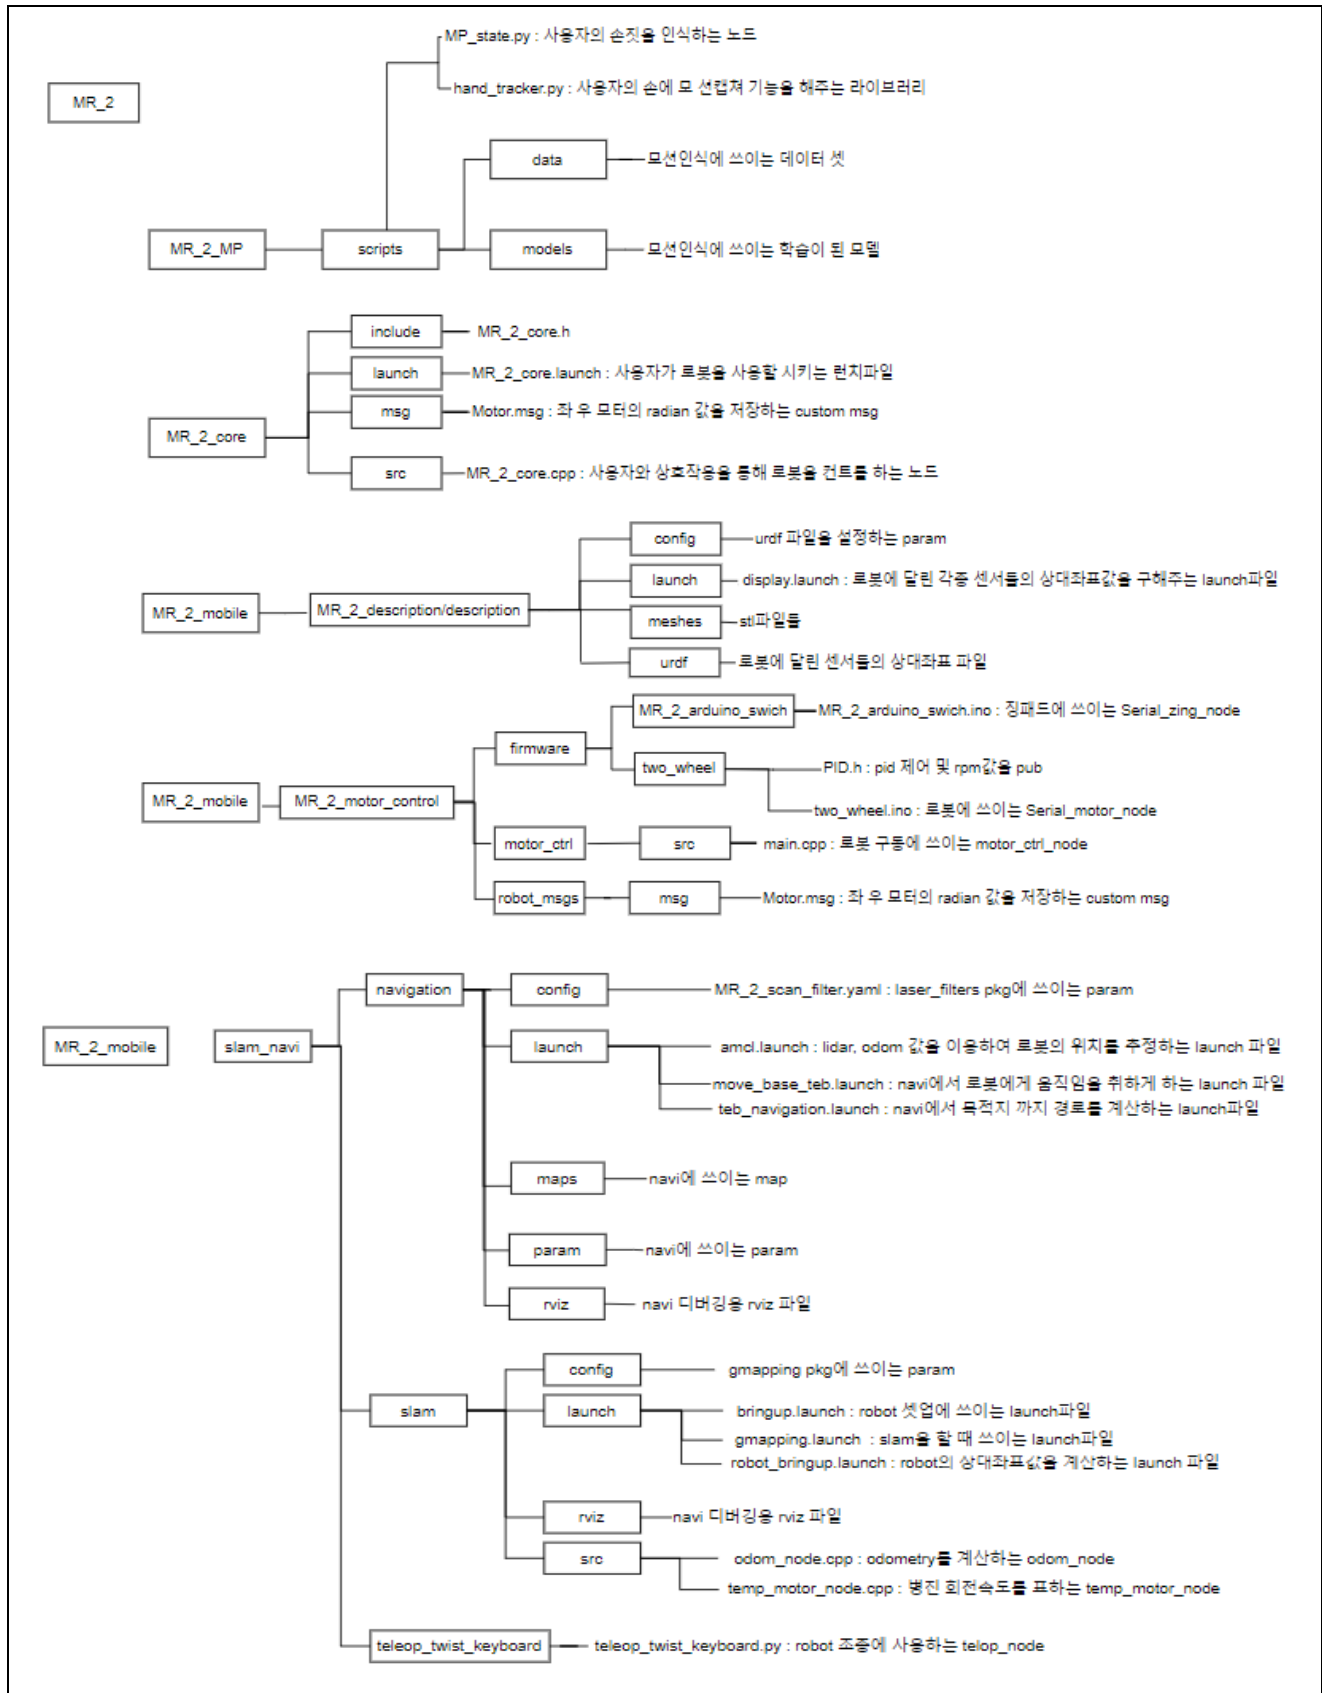 MP_state.py : 사용자의 손짓을 인식하는 노드
MR_2
hand_tracker.py : 사용자의 손에 모 선캡쳐 기능을 해주는 라이브러리
data
모션인식에 쓰이는 데이터 셋
MR_2_MP
scripts
models
모션인식에 쓰이는 학습이 된 모델
include
MR_2_core.h
launch
MR_2_core.launch : 사용자가 로봇을 사용할 시키는 런치파일
msg
Motor.msg : 좌 우 모터의 radian 값을 저장하는 custom msg
MR_2_core
src
MR_2_core.cpp : 사용자와 상호작용을 통해 로봇을 컨트롤 하는 노드
config
urdf 파일을 설정하는 param
launch
display.launch : 로봇에 달린 각종 센서들의 상대좌표값을 구해주는 launch파일
MR_2_mobile
MR_2_description/description
meshes
stl파일들
urdf
로봇에 달린 센서들의 상대좌표 파일
MR_2_arduino_swich
MR_2_arduino_swich.ino : 징패드에 쓰이는 Serial_zing_node
firmware
two_wheel
PID.h : pid 제어 및 rpm값을 pub
MR_2_mobile
MR_2_motor_control
two_wheel.ino : 로봇에 쓰이는 Serial_motor_node
motor_ctrl
src
main.cpp : 로봇 구동에 쓰이는 motor_ctrl_node
robot_msgs
msg
Motor.msg : 좌 우 모터의 radian 값을 저장하는 custom msg
navigation
config
MR_2_scan_filter.yaml : laser_filters pkg에 쓰이는 param
MR_2_mobile
slam_navi
launch
amcl.launch : lidar, odom 값을 이용하여 로봇의 위치를 추정하는 launch 파일
move_base_teb.launch : navi에서 로봇에게 움직임을 취하게 하는 launch 파일
teb_navigation.launch : navi에서 목적지 까지 경로를 계산하는 launch파일
maps
navi에 쓰이는 map
param
navi에 쓰이는 param
rviz
navi 디버깅용 rviz 파일
config
gmapping pkg에 쓰이는 param
slam
launch
bringup.launch : robot 셋업에 쓰이는 launch파일
gmapping.launch : slam을 할 때 쓰이는 launch파일
robot_bringup.launch : robot의 상대좌표값을 계산하는 launch 파일
rviz
navi 디버깅용 rviz 파일
src
odom_node.cpp : odometry를 계산하는 odom_node
temp_motor_node.cpp : 병진 회전속도를 표하는 temp_motor_node
teleop_twist_keyboard
teleop_twist_keyboard.py : robot 조종에 사용하는 telop_node